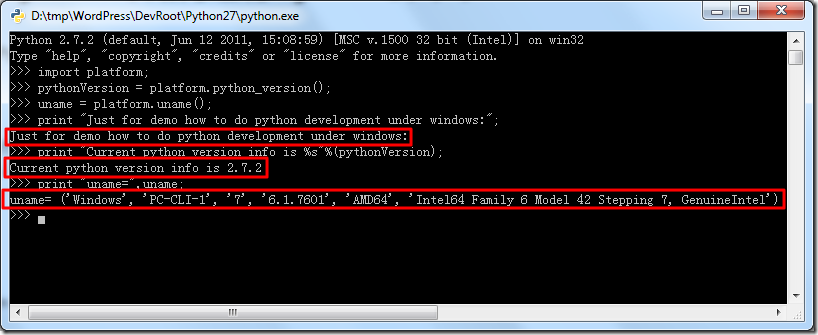 D:\tmp\WordPress\DevRoot\Python27\python.exe
Python 2.7.2 (default, Jun 12 2011, 15:08:59) [MSC v.1500 32 bit (Intel)] on win32
Type "help", "copyright", "credits" or "license" for more information.
>>> import platform;
>>> pythonVersion = platform.python_version();
>>> uname = platform.uname();
>>> print "Just for demo how to do python development under windows:";
Just for demo how to do python development under windows:
>>> print "Current python version info is %s"%(pythonVersion);
Current python version info is 2.7.2
>>> print "uname=",uname;
uname= ('Windows', 'PC-CLI-1', '7', '6.1.7601', 'AMD64', 'Intel64 Family 6 Model 42 Stepping 7, GenuineIntel')
>>>